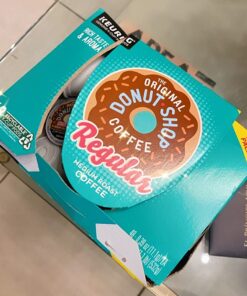 KEURIG
RICH TASTE
& AROMA
THE
ORIGINAL
DONUT SHOP
COFFEE
Regular
MEDIUM ROAST
COFFEE